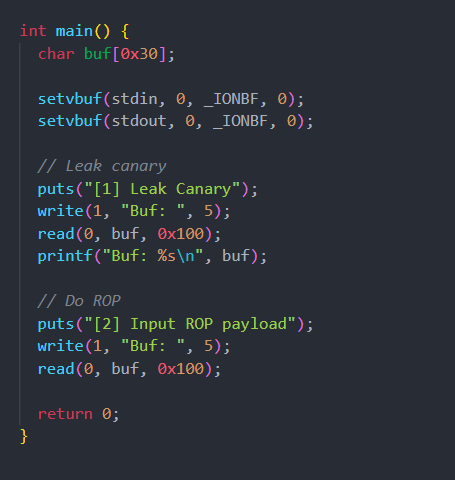 int main() {
  char buf[0x30];

  setvbuf(stdin, 0, _IONBF, 0);
  setvbuf(stdout, 0, _IONBF, 0);

  // Leak canary
  puts("[1] Leak Canary");
  write(1, "Buf: ", 5);
  read(0, buf, 0x100);
  printf("Buf: %s\n", buf);

  // Do ROP
  puts("[2] Input ROP payload");
  write(1, "Buf: ", 5);
  read(0, buf, 0x100);

  return 0;
}